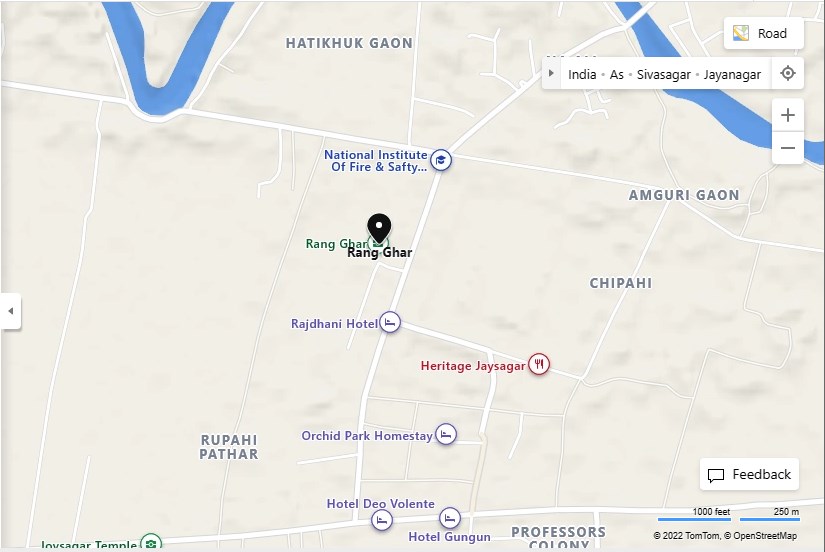 HATIKHUK GAON
Road
India • As • Sivasagar • Jayanagar
National Institute
Of Fire & Safty...
AMGURI GAON
Rang Ghar
Rang Ghar
CHIPAHI
Rajdhani Hotel
Heritage Jaysagar
Orchid Park Homestay
RUPAHI
PATHAR
Feedback
Hotel Deo Volente
1000 feet 250 m
Hotel Gungun
PROFESSORS
COLONY
© 2022 TomTom, © OpenStreetMap
Joysagar Temple